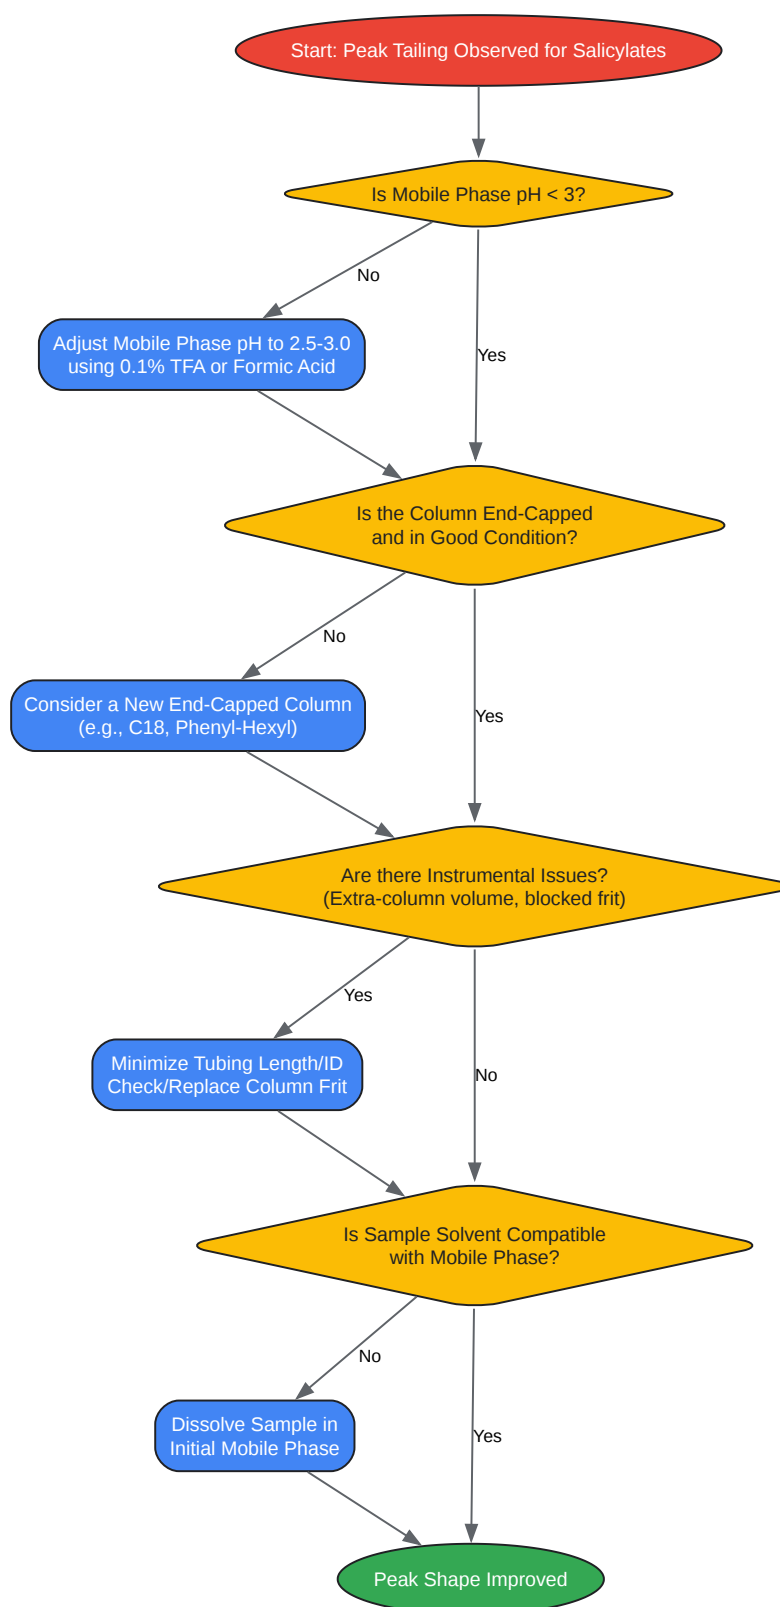 Start: Peak Tailing Observed for Salicylates
Is Mobile Phase pH < 3?
No
Adjust Mobile Phase pH to 2.5-3.0
using 0.1% TFA or Formic Acid
Yes
Is the Column End-Capped
and in Good Condition?
No
Consider a New End-Capped Column
(e.g., C18, Phenyl-Hexyl)
Yes
Are there Instrumental Issues?
(Extra-column volume, blocked frit)
Yes
Minimize Tubing Length/ID
Check/Replace Column Frit
No
Is Sample Solvent Compatible
with Mobile Phase?
No
Dissolve Sample in
Initial Mobile Phase
Yes
Peak Shape Improved